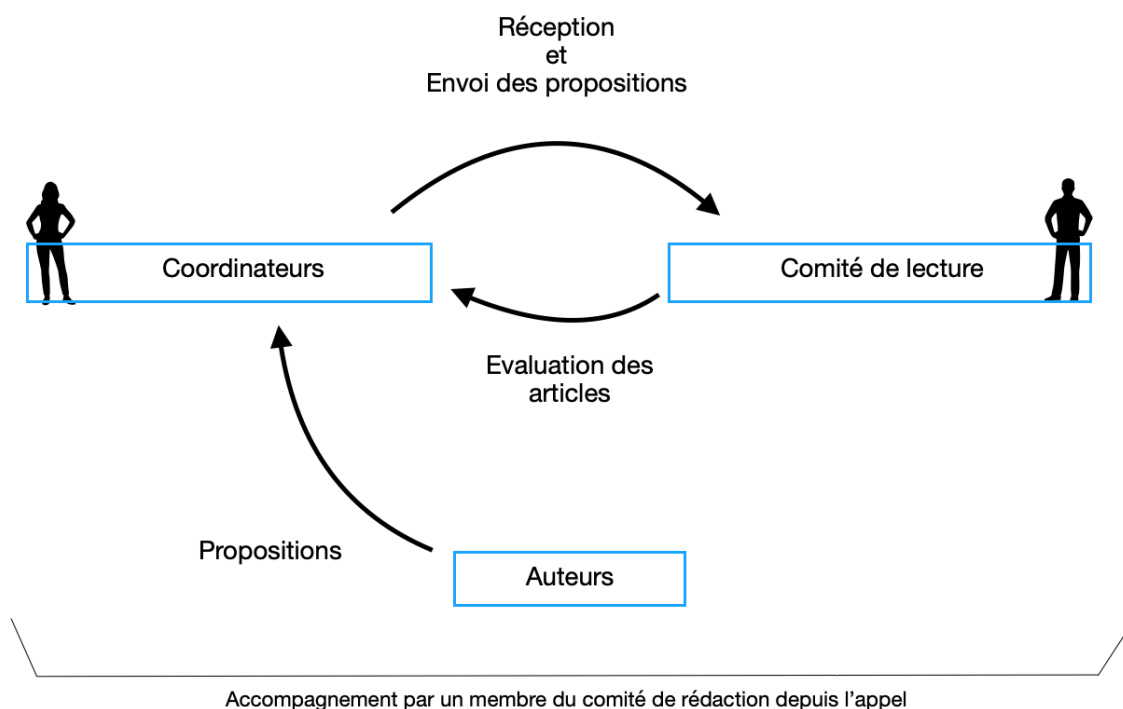 Réception
et
Envoi des propositions
Coordinateurs
Comité de lecture
Evaluation des
articles
Propositions
Auteurs
Accompagnement par un membre du comité de rédaction depuis l'appel